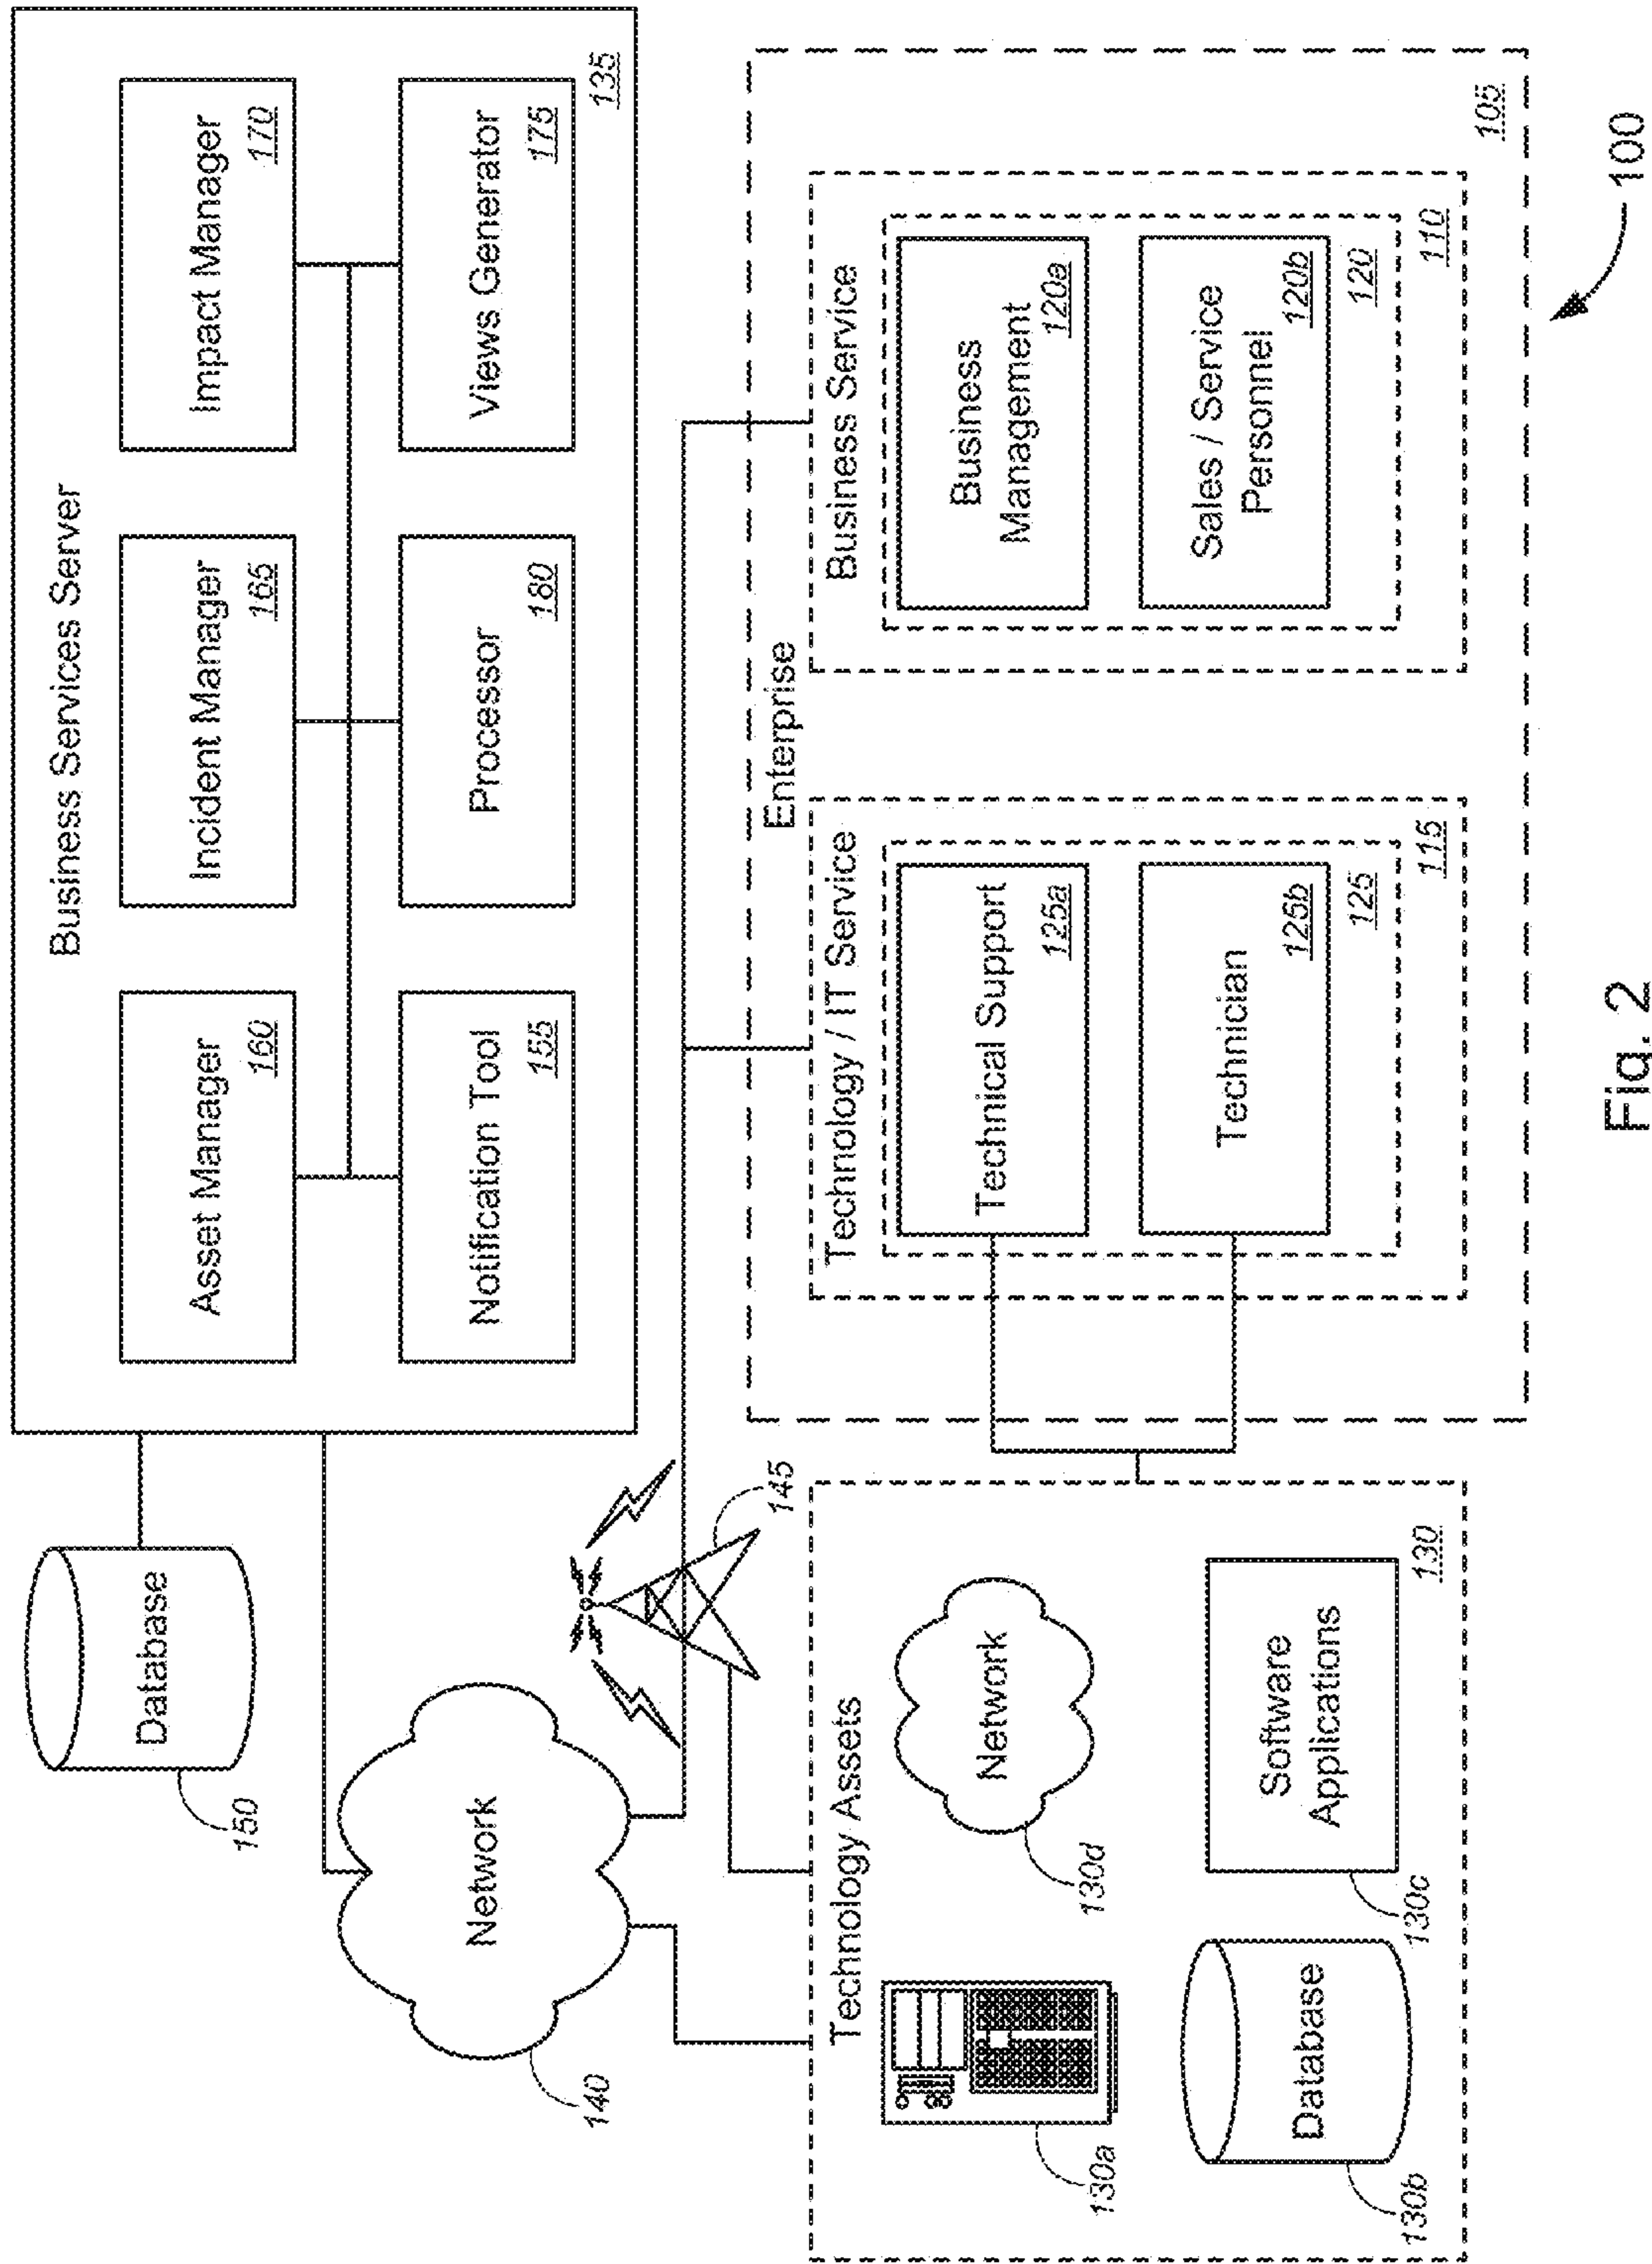 Business Services Server
Asset Manager
160
Incident Manager
165
Impact Manager
170
Notification Tool
155
Processor
180
Views Generator
175
135
Database
150
Network
140
145
Enterprise
Technology / IT Service
Technical Support
125a
Technician
125b
125
115
Business Service
Business
Management
120a
Sales / Service
Personnel
120b
120
110
105
Technology Assets
130a
Network
130d
Database
130b
Software
Applications
130c
130
100
Fig. 2